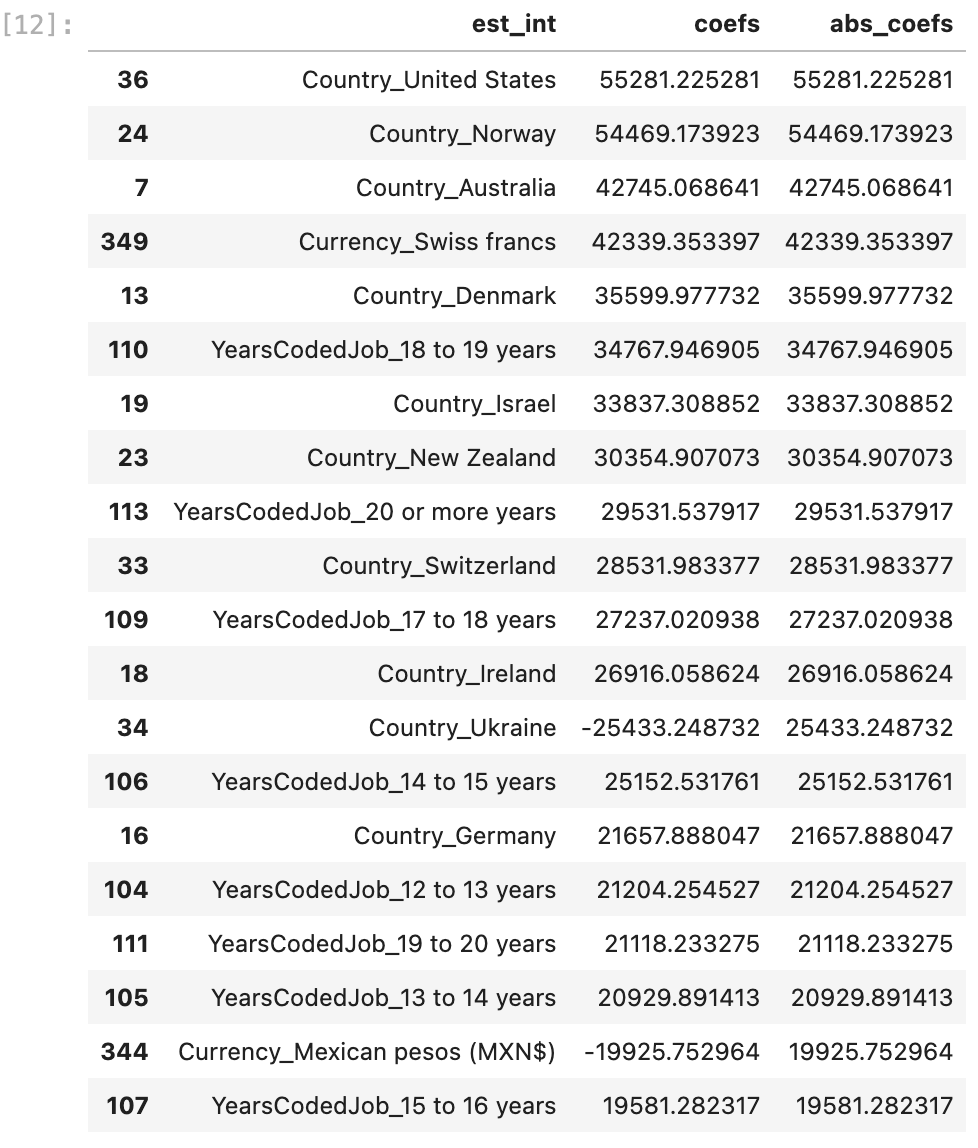 [12]:
est_int coefs abs_coefs
36 Country_United States 55281.225281 55281.225281
24 Country_Norway 54469.173923 54469.173923
7 Country_Australia 42745.068641 42745.068641
349 Currency_Swiss francs 42339.353397 42339.353397
13 Country_Denmark 35599.977732 35599.977732
110 YearsCodedJob_18 to 19 years 34767.946905 34767.946905
19 Country_Israel 33837.308852 33837.308852
23 Country_New Zealand 30354.907073 30354.907073
113 YearsCodedJob_20 or more years 29531.537917 29531.537917
33 Country_Switzerland 28531.983377 28531.983377
109 YearsCodedJob_17 to 18 years 27237.020938 27237.020938
18 Country_Ireland 26916.058624 26916.058624
34 Country_Ukraine -25433.248732 25433.248732
106 YearsCodedJob_14 to 15 years 25152.531761 25152.531761
16 Country_Germany 21657.888047 21657.888047
104 YearsCodedJob_12 to 13 years 21204.254527 21204.254527
111 YearsCodedJob_19 to 20 years 21118.233275 21118.233275
105 YearsCodedJob_13 to 14 years 20929.891413 20929.891413
344 Currency_Mexican pesos (MXN$) -19925.752964 19925.752964
107 YearsCodedJob_15 to 16 years 19581.282317 19581.282317